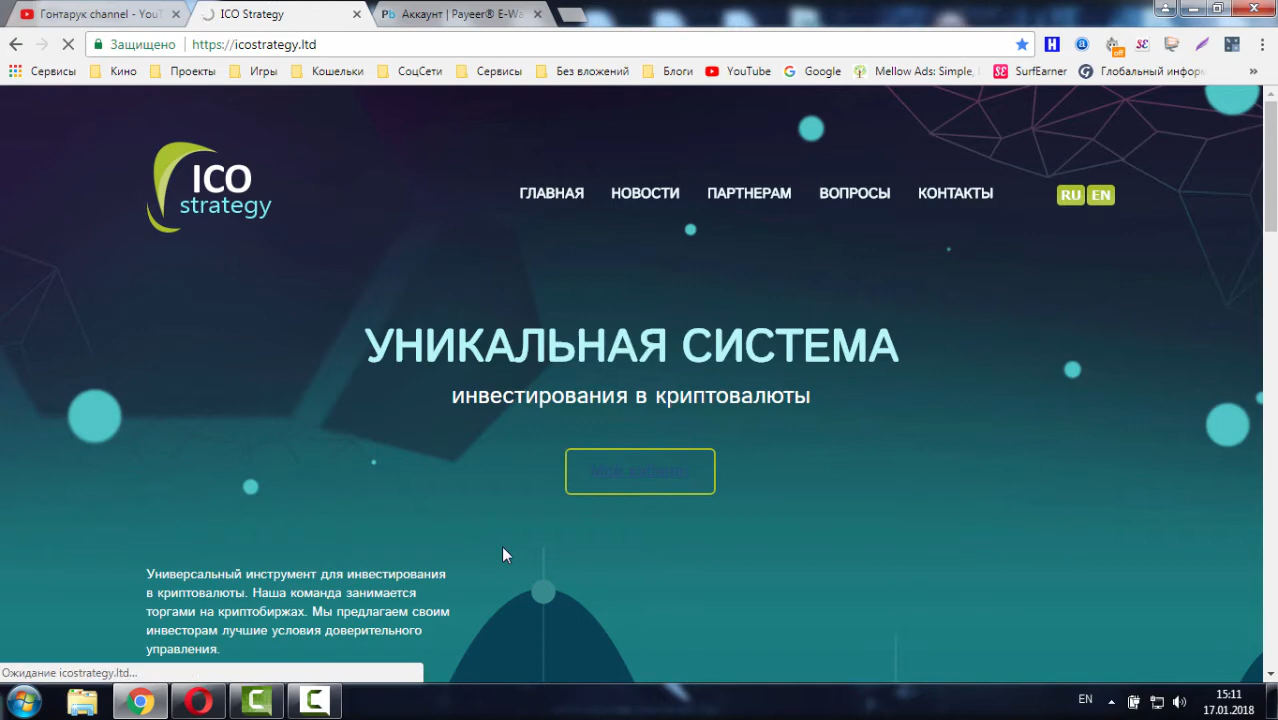 Гонтарук channel - YouT
ICO Strategy
Аккаунт | Payeer® E-Wa
Защищено
https://icostrategy.ltd
Сервисы
Кино
Проекты
Игры
Кошельки
СоцСети
Сервисы
Без вложений
Блоги
YouTube
Google
Mellow Ads: Simple,
SurfEarner
Глобальный информ
ICO
strategy
ГЛАВНАЯ
НОВОСТИ
ПАРТНЕРАМ
ВОПРОСЫ
КОНТАКТЫ
RU
EN
УНИКАЛЬНАЯ СИСТЕМА
инвестирования в криптовалюты
Универсальный инструмент для инвестирования
в криптовалюты. Наша команда занимается
торгами на криптобиржах. Мы предлагаем своим
инвесторам лучшие условия доверительного
управления.
Ожидание icostrategy.ltd...
EN
15:11
17.01.2018